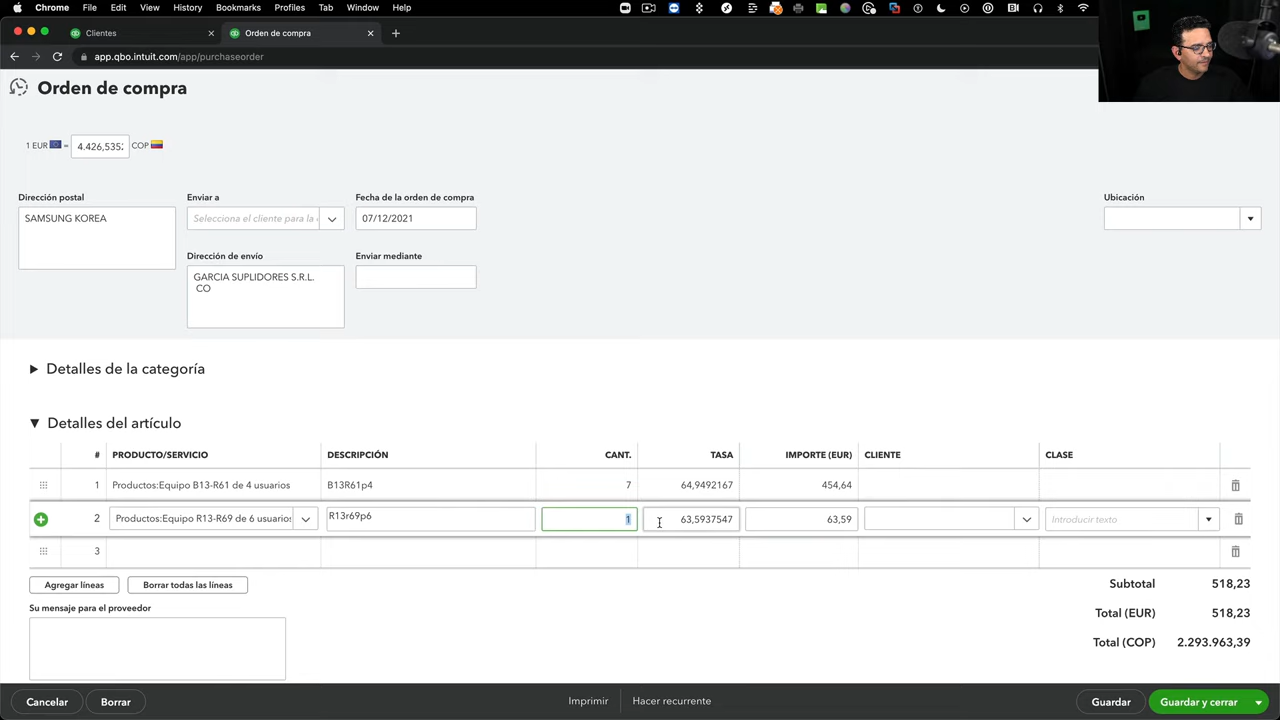 Chrome File Edit View History Bookmarks Profiles Tab Window Help
Clientes
Orden de compra
app.qbo.intuit.com/app/purchaseorder
Orden de compra
1 EUR = 4.426,535 COP
Dirección postal
SAMSUNG KOREA
Enviar a
Selecciona el cliente para la
Fecha de la orden de compra
07/12/2021
Ubicación
Dirección de envío
GARCIA SUPLIDORES S.R.L.
CO
Enviar mediante
Detalles de la categoría
Detalles del artículo
# PRODUCTO/SERVICIO DESCRIPCIÓN CANT. TASA IMPORTE (EUR) CLIENTE CLASE
1 Productos:Equipo B13-R61 de 4 usuarios B13R61p4 7 64,9492167 454,64
2 Productos:Equipo R13-R69 de 6 usuarios R13r69p6 1 63,5937547 63,59 Introducir texto
3
Agregar líneas Borrar todas las líneas
Subtotal 518,23
Su mensaje para el proveedor
Total (EUR) 518,23
Total (COP) 2.293.963,39
Cancelar Borrar Imprimir Hacer recurrente Guardar Guardar y cerrar